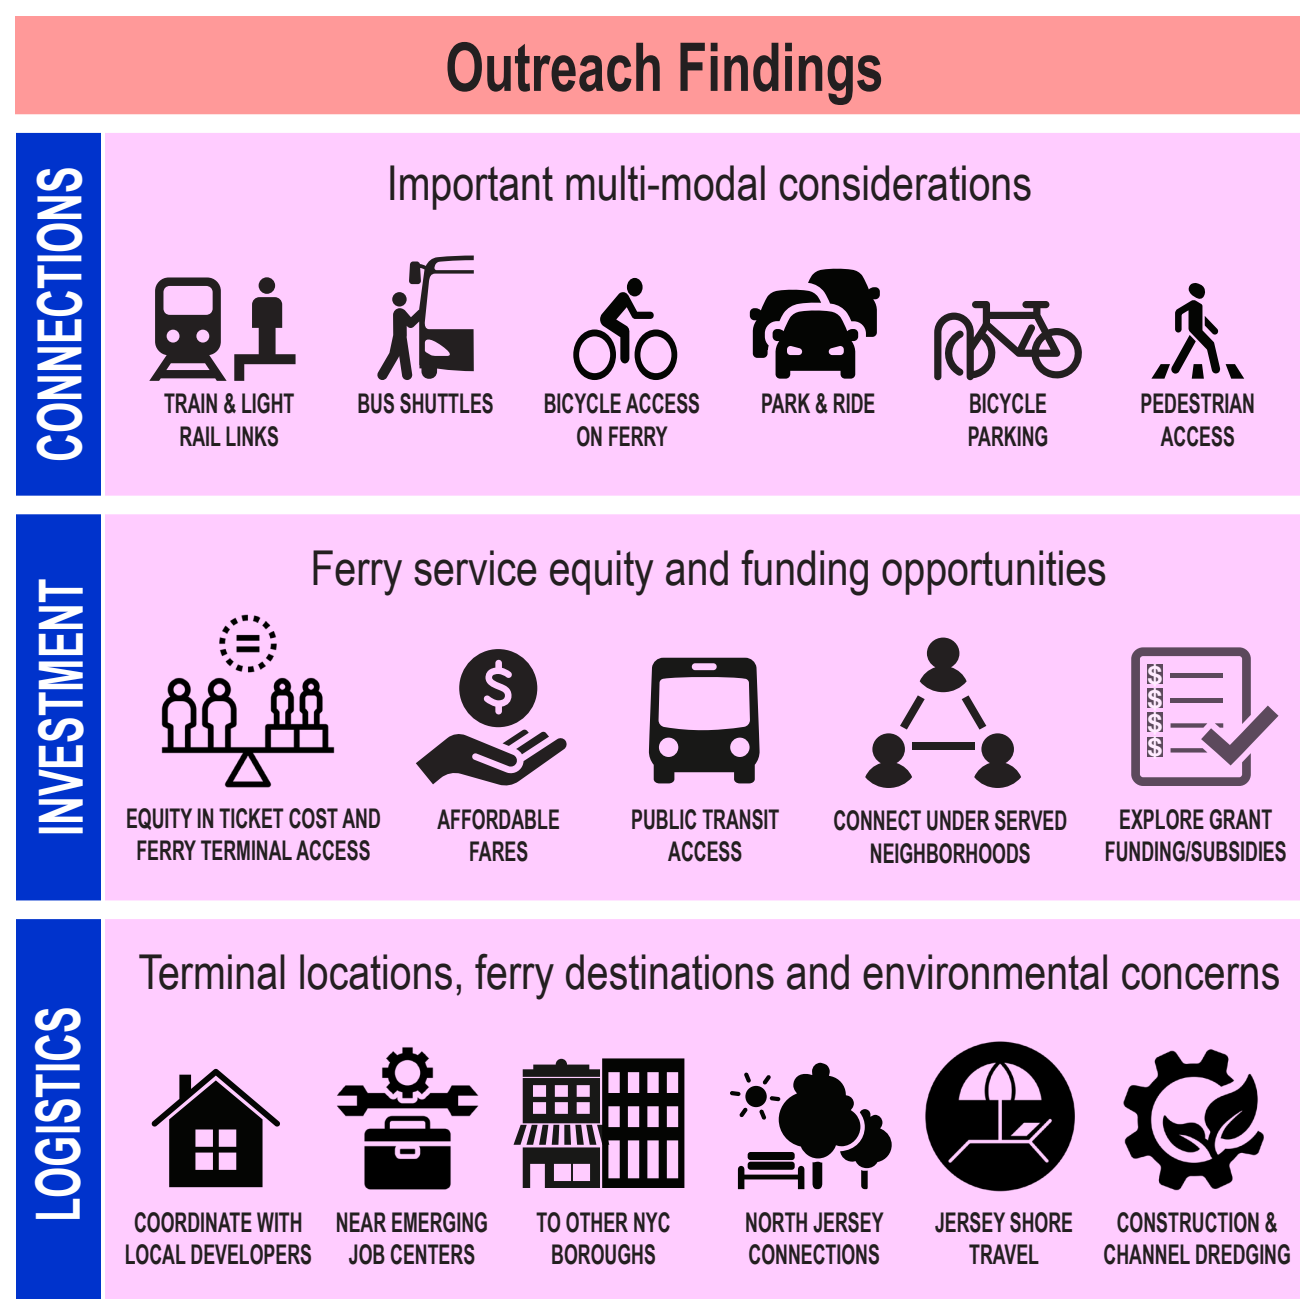 Outreach Findings
CONNECTIONS
Important multi-modal considerations
TRAIN & LIGHT
RAIL LINKS
BUS SHUTTLES
BICYCLE ACCESS
ON FERRY
PARK & RIDE
BICYCLE
PARKING
PEDESTRIAN
ACCESS
INVESTMENT
Ferry service equity and funding opportunities
=
$
$
$
$
$
EQUITY IN TICKET COST AND
FERRY TERMINAL ACCESS
AFFORDABLE
FARES
PUBLIC TRANSIT
ACCESS
CONNECT UNDER SERVED
NEIGHBORHOODS
EXPLORE GRANT
FUNDING/SUBSIDIES
LOGISTICS
Terminal locations, ferry destinations and environmental concerns
COORDINATE WITH
LOCAL DEVELOPERS
NEAR EMERGING
JOB CENTERS
TO OTHER NYC
BOROUGHS
NORTH JERSEY
CONNECTIONS
JERSEY SHORE
TRAVEL
CONSTRUCTION &
CHANNEL DREDGING